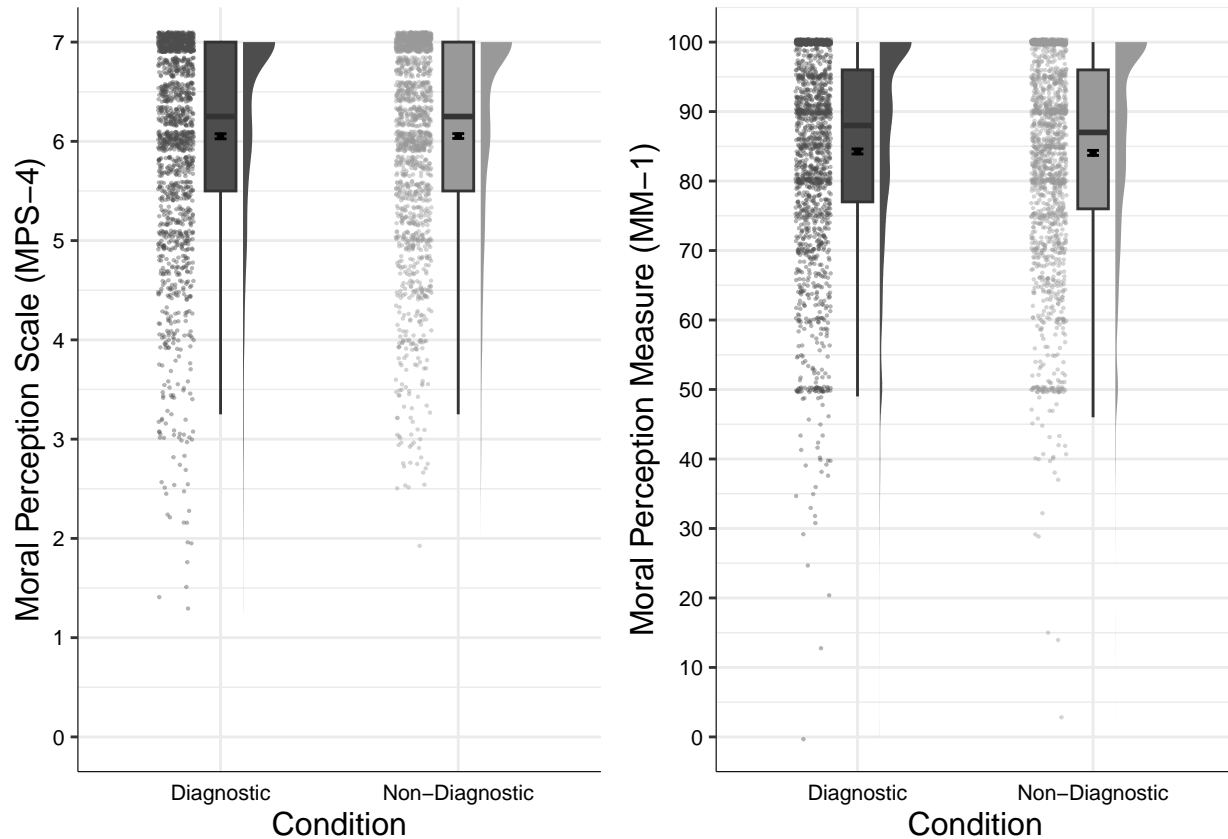 Moral Perception Scale (MPS−4)
7
6
5
4
3
2
1
0
Diagnostic
Non−Diagnostic
Condition
Moral Perception Measure (MM−1)
100
90
80
70
60
50
40
30
20
10
0
Diagnostic
Non−Diagnostic
Condition